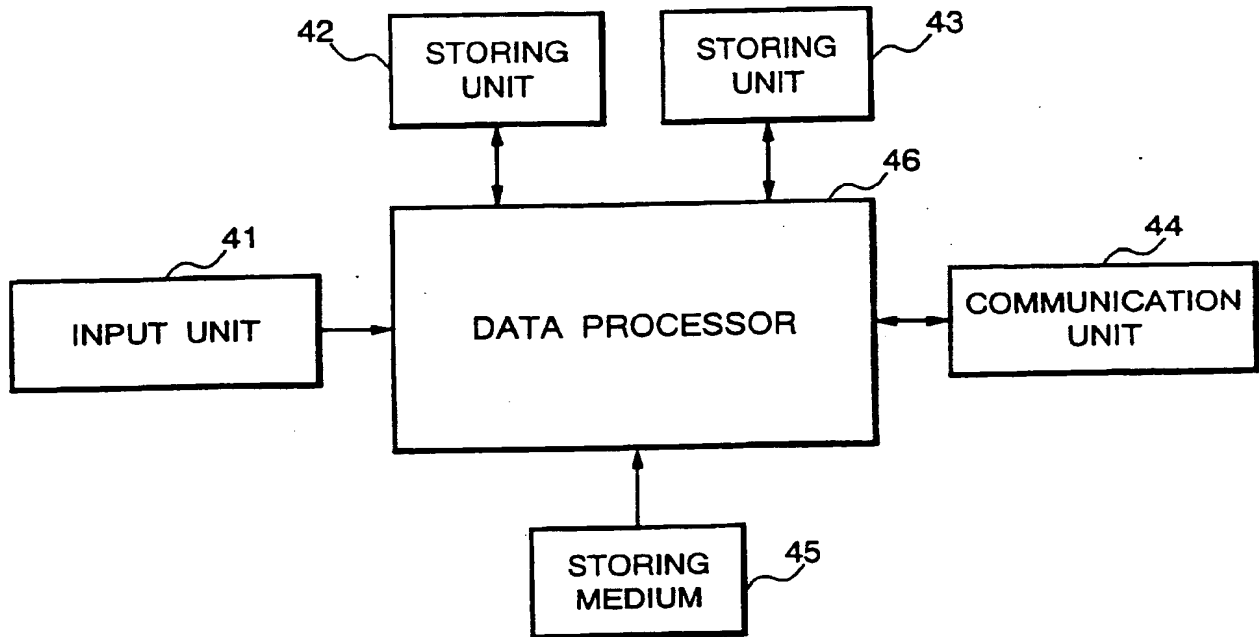 42
STORING
UNIT
43
STORING
UNIT
46
41
INPUT UNIT
DATA PROCESSOR
44
COMMUNICATION
UNIT
STORING
MEDIUM
45